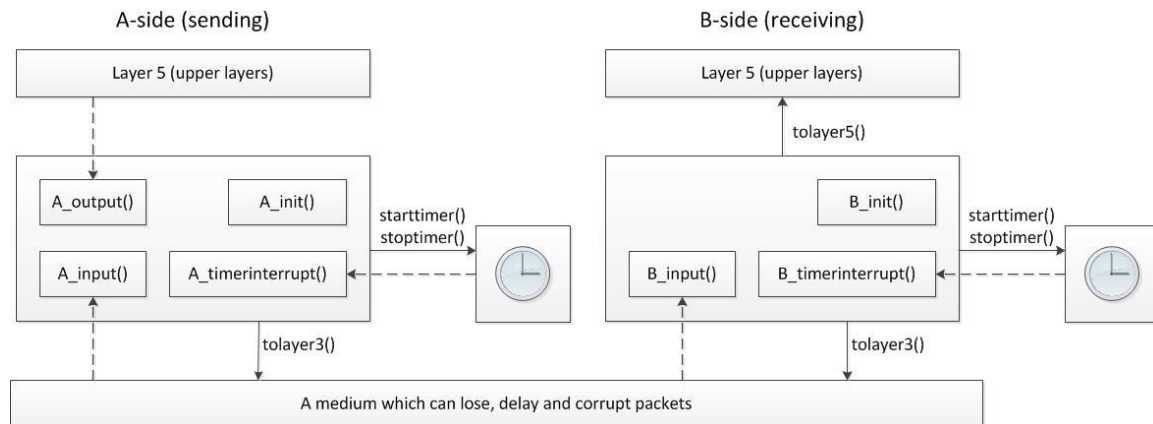 A-side (sending)
Layer 5 (upper layers)
A_output()
A_init()
A_input()
A_timerinterrupt()
starttimer()
stoptimer()
tolayer3()
B-side (receiving)
Layer 5 (upper layers)
tolayer5()
B_init()
B_input()
B_timerinterrupt()
starttimer()
stoptimer()
tolayer3()
A medium which can lose, delay and corrupt packets